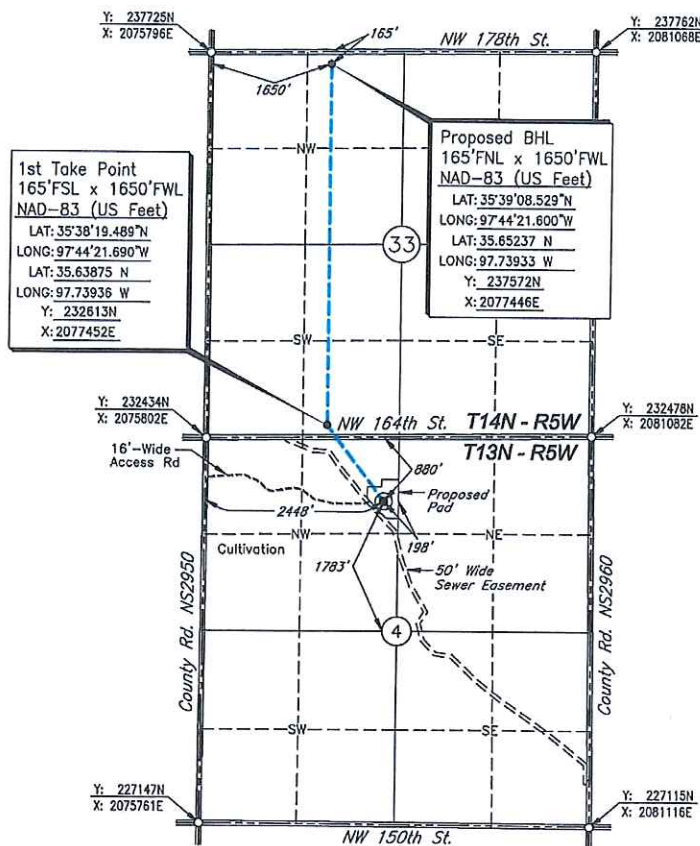 Y: 237725N
X: 2075796E
165'
NW 178th St.
Y: 237762N
X: 2081068E
1650'
NW
1st Take Point
165'FSL x 1650'FWL
NAD-83 (US Feet)
LAT: 35°38'19.489"N
LONG: 97°44'21.690"W
LAT: 35.63875 N
LONG: 97.73936 W
Y: 232613N
X: 2077452E
Proposed BHL
165'FNL x 1650'FWL
NAD-83 (US Feet)
LAT: 35°39'08.529"N
LONG: 97°44'21.600"W
LAT: 35.65237 N
LONG: 97.73933 W
Y: 237572N
X: 2077446E
33
SW
SE
Y: 232434N
X: 2075802E
NW 164th St.
T14N - R5W
Y: 232478N
X: 2081082E
T13N - R5W
16'-Wide
Access Rd
880'
Proposed
Pad
2448'
198'
NW
NE
Cultivation
1783'
50' Wide
Sewer Easement
County Rd. NS2950
County Rd. NS2960
4
SW
SE
Y: 227147N
X: 2075761E
Y: 227115N
X: 2081116E
NW 150th St.